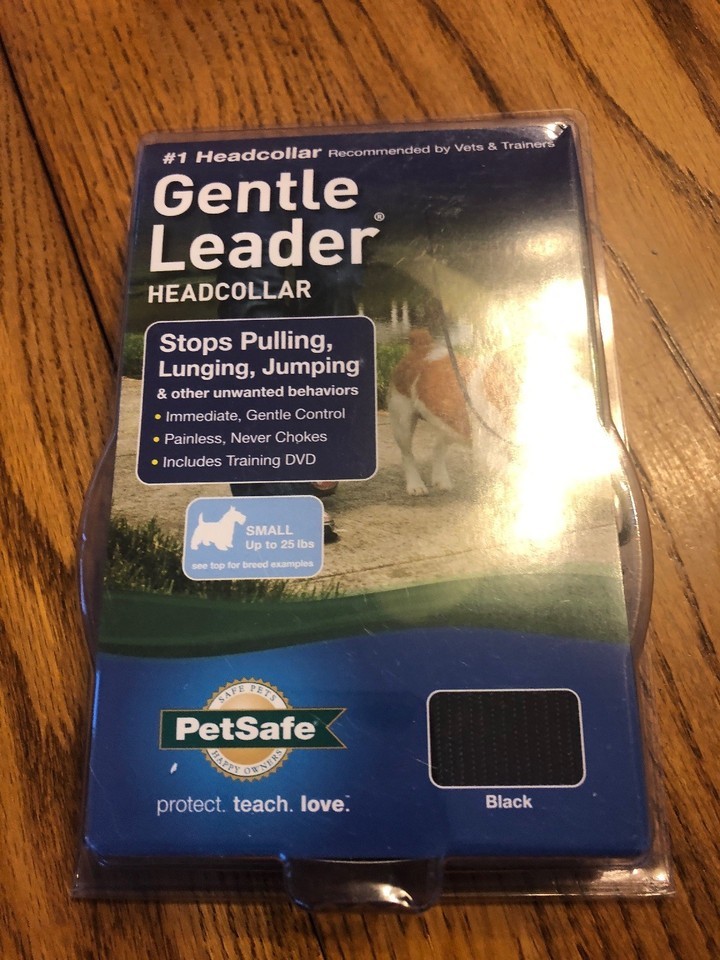 #1 Headcollar Recommended by Vets & Trainers
Gentle
Leader®
HEADCOLLAR
Stops Pulling,
Lunging, Jumping
& other unwanted behaviors
• Immediate, Gentle Control
• Painless, Never Chokes
• Includes Training DVD
SMALL
Up to 25 lbs
see top for breed examples
SAFE PETS
PetSafe®
HAPPY OWNERS
protect. teach. love.™
Black